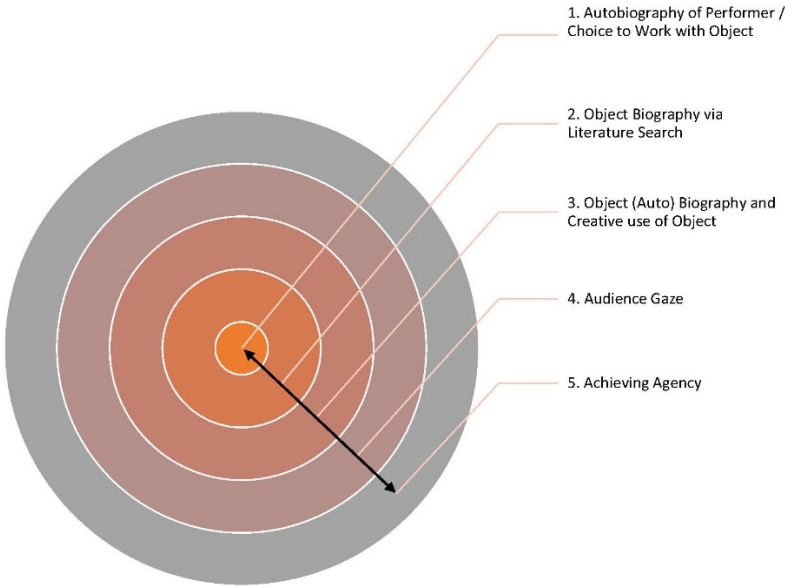 1. Autobiography of Performer /
Choice to Work with Object
2. Object Biography via
Literature Search
3. Object (Auto) Biography and
Creative use of Object
4. Audience Gaze
5. Achieving Agency